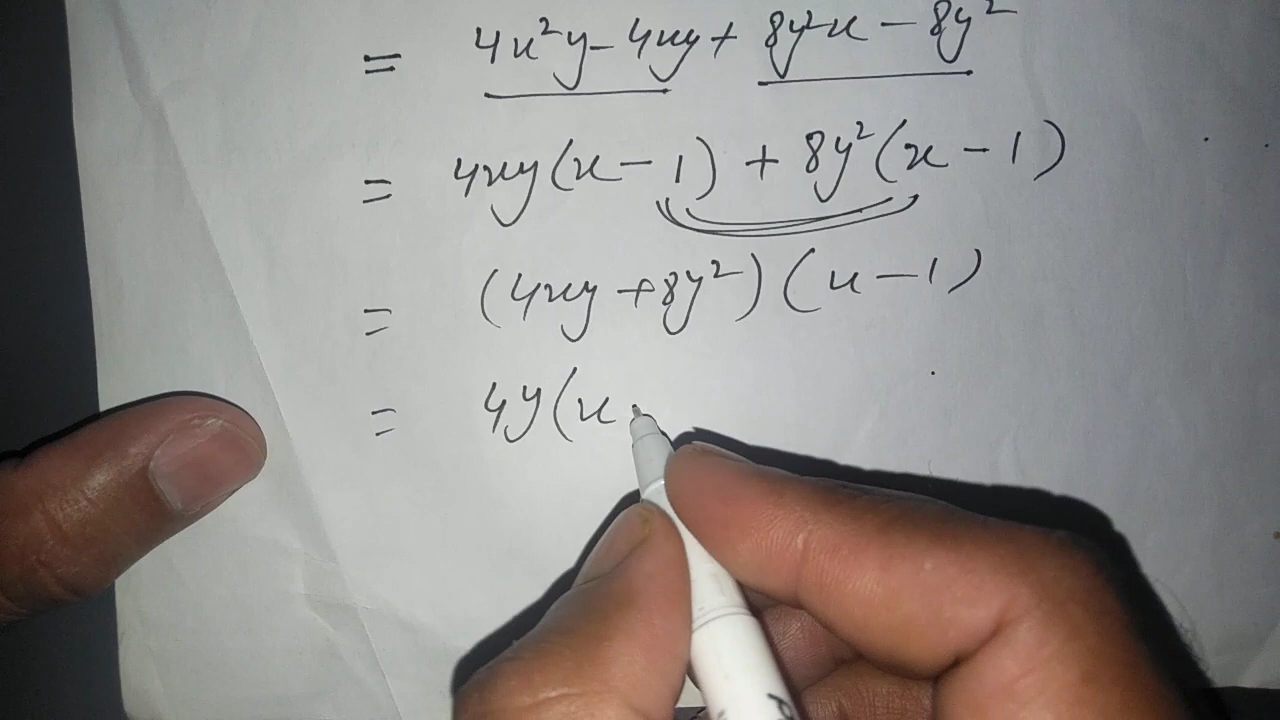 = 4x²y - 4xy + 8y²x - 8y²
= 4xy(x - 1) + 8y²(x - 1)
= (4xy + 8y²)(x - 1)
= 4y(x